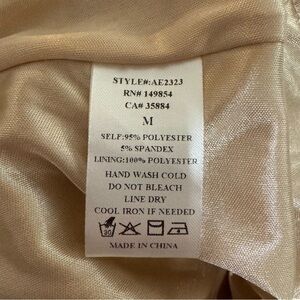 STYLE#:AE2323
RN# 149854
CA# 35884
M
SELF:95% POLYESTER
5% SPANDEX
LINING:100% POLYESTER
HAND WASH COLD
DO NOT BLEACH
LINE DRY
COOL IRON IF NEEDED
30
MADE IN CHINA